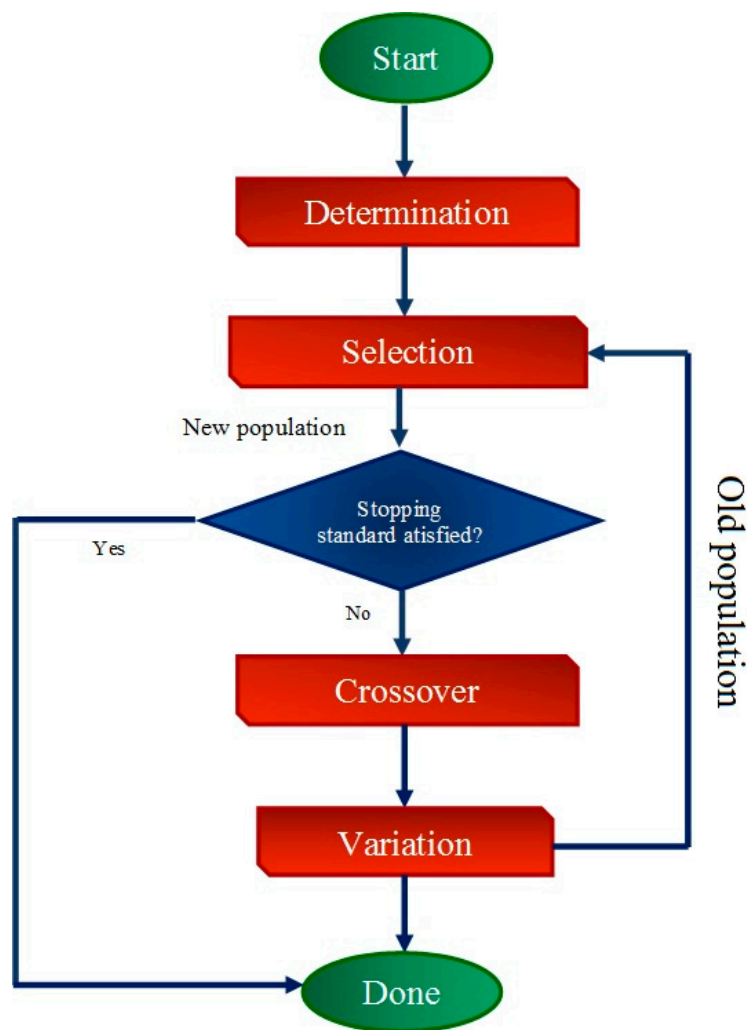 Start
Determination
Selection
New population
Stopping
standard atisfied?
Yes
No
Old population
Crossover
Variation
Done